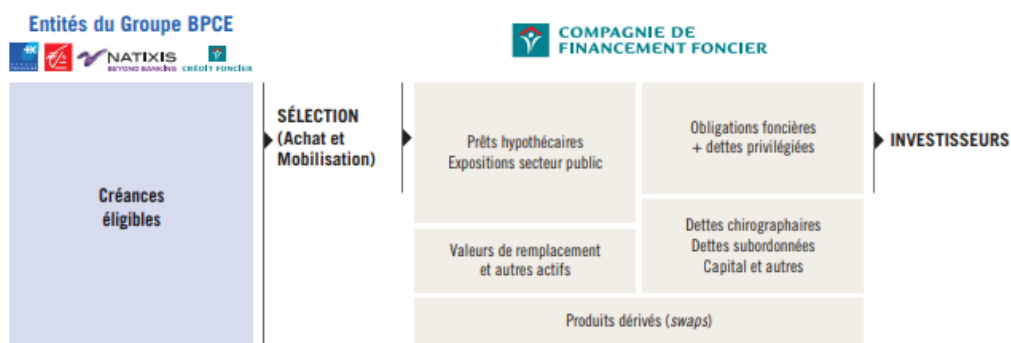 Entités du Groupe BPCE
NATIXIS
BEYOND BANKING
CRÉDIT FONCIER
COMPAGNIE DE
FINANCEMENT FONCIER
Créances
éligibles
SÉLECTION
(Achat et
Mobilisation)
Prêts hypothécaires
Expositions secteur public
Valeurs de remplacement
et autres actifs
Obligations foncières
+ dettes privilégiées
Dettes chirographaires
Dettes subordonnées
Capital et autres
Produits dérivés (swaps)
INVESTISSEURS